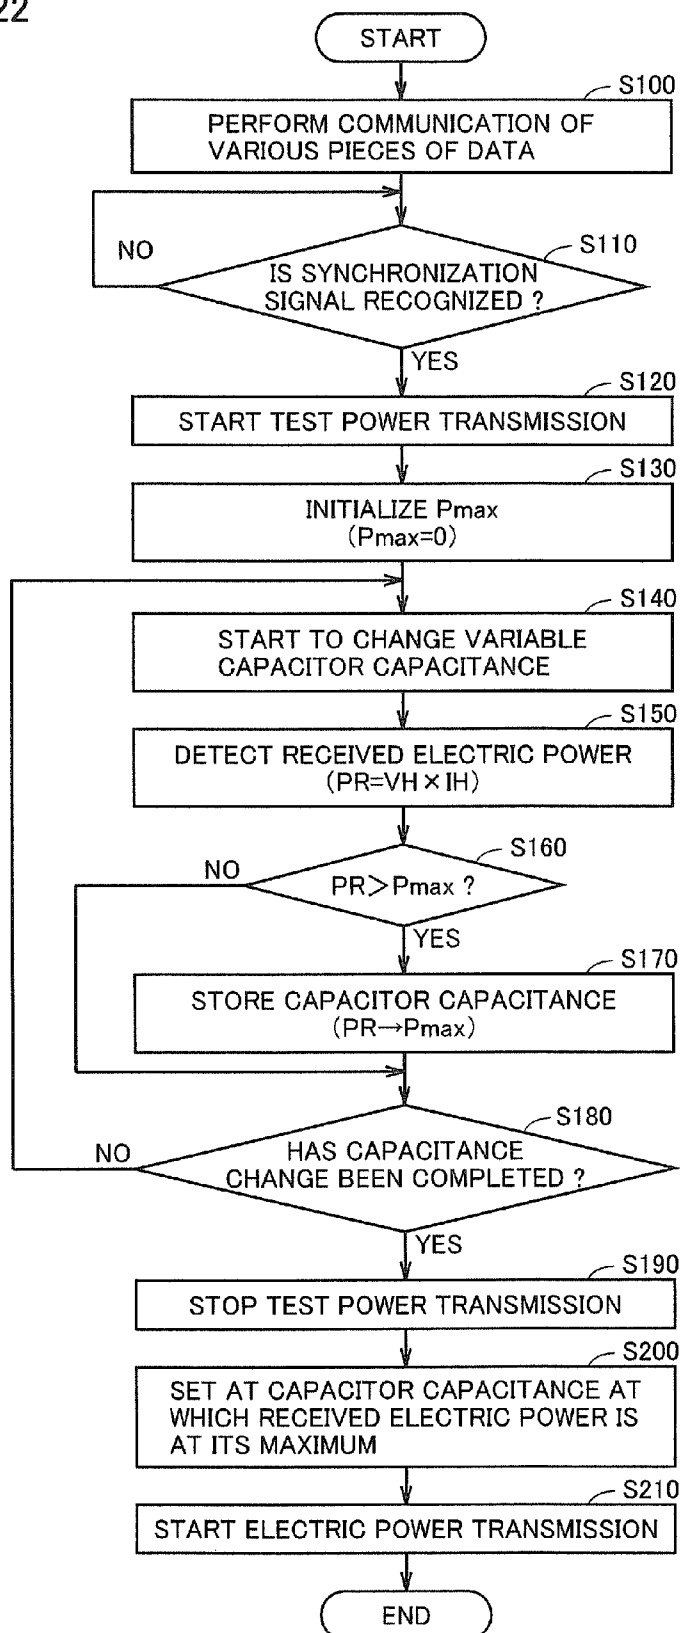 22
START
S100
PERFORM COMMUNICATION OF
VARIOUS PIECES OF DATA
NO
S110
IS SYNCHRONIZATION
SIGNAL RECOGNIZED ?
YES
S120
START TEST POWER TRANSMISSION
S130
INITIALIZE Pmax
(Pmax=0)
S140
START TO CHANGE VARIABLE
CAPACITOR CAPACITANCE
S150
DETECT RECEIVED ELECTRIC POWER
(PR=VH×IH)
S160
NO
PR>Pmax ?
YES
S170
STORE CAPACITOR CAPACITANCE
(PR→Pmax)
S180
NO
HAS CAPACITANCE
CHANGE BEEN COMPLETED ?
YES
S190
STOP TEST POWER TRANSMISSION
S200
SET AT CAPACITOR CAPACITANCE AT
WHICH RECEIVED ELECTRIC POWER IS
AT ITS MAXIMUM
S210
START ELECTRIC POWER TRANSMISSION
END